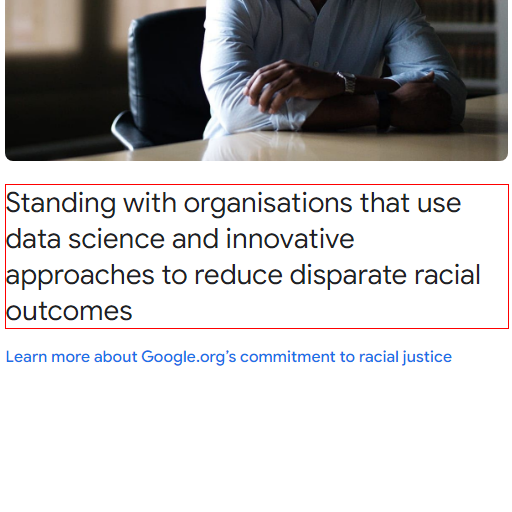 Standing with organisations that use
data science and innovative
approaches to reduce disparate racial
outcomes
Learn more about Google.org’s commitment to racial justice